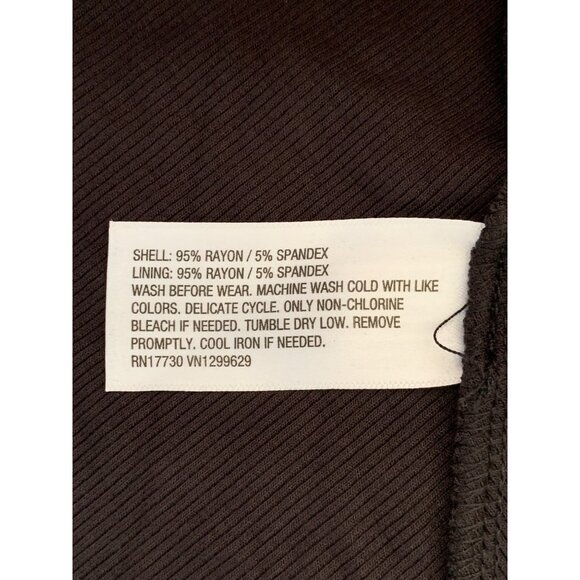 SHELL: 95% RAYON / 5% SPANDEX
LINING: 95% RAYON / 5% SPANDEX
WASH BEFORE WEAR. MACHINE WASH COLD WITH LIKE
COLORS. DELICATE CYCLE. ONLY NON-CHLORINE
BLEACH IF NEEDED. TUMBLE DRY LOW. REMOVE
PROMPTLY. COOL IRON IF NEEDED.
RN17730 VN1299629